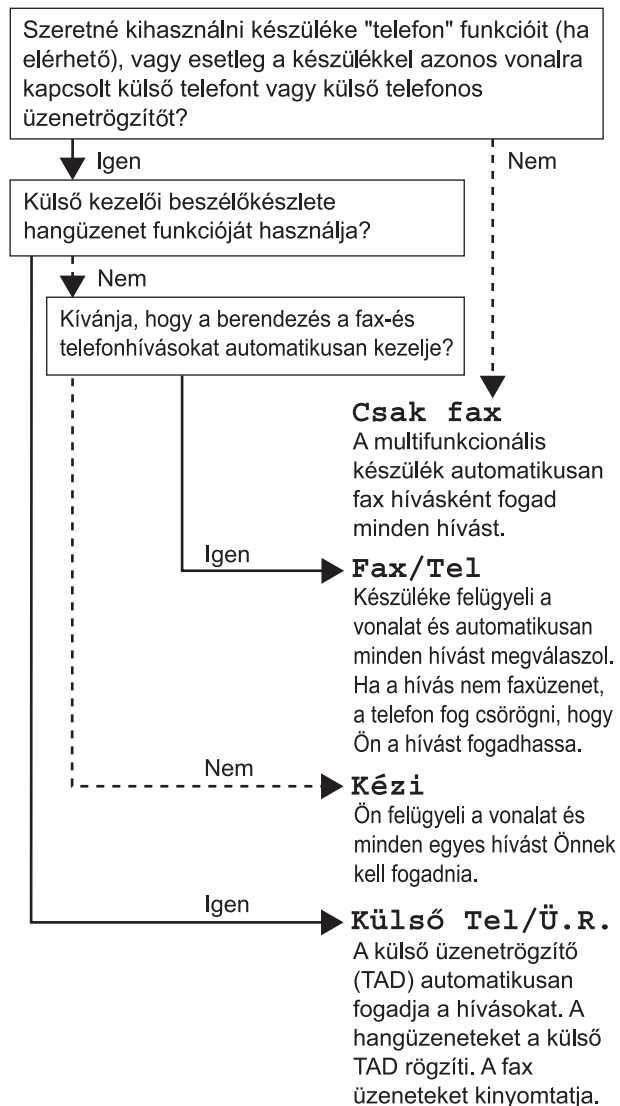 Szeretné kihasználni készüléke "telefon" funkcióit (ha
elérhető), vagy esetleg a készülékkel azonos vonalra
kapcsolt külső telefont vagy külső telefonos
üzenetrögzítőt?
Igen
Nem
Külső kezelői beszélőkészlete
hangüzenet funkcióját használja?
Nem
Kívánja, hogy a berendezés a fax-és
telefonhívásokat automatikusan kezelje?
Csak fax
A multifunkcionális
készülék automatikusan
fax hívásként fogad
minden hívást.
Igen
Fax/Tel
Készüléke felügyeli a
vonalat és automatikusan
minden hívást megválaszol.
Ha a hívás nem faxüzenet,
a telefon fog csörögni, hogy
Ön a hívást fogadhassa.
Nem
Kézi
Ön felügyeli a vonalat és
minden egyes hívást Önnek
kell fogadnia.
Igen
Külső Tel/Ü.R.
A külső üzenetrögzítő
(TAD) automatikusan
fogadja a hívásokat. A
hangüzeneteket a külső
TAD rögzíti. A fax
üzeneteket kinyomtatja.